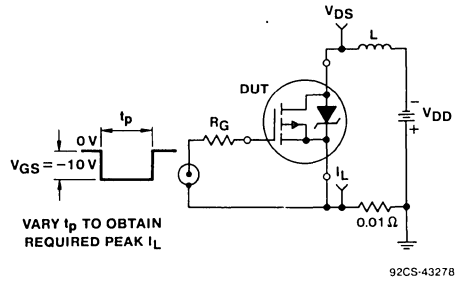 V_DS
L
DUT
t_p
R_G
0 V
V_GS = −10 V
−
V_DD
+
I_L
VARY t_p TO OBTAIN
REQUIRED PEAK I_L
0.01 Ω
92CS-43278